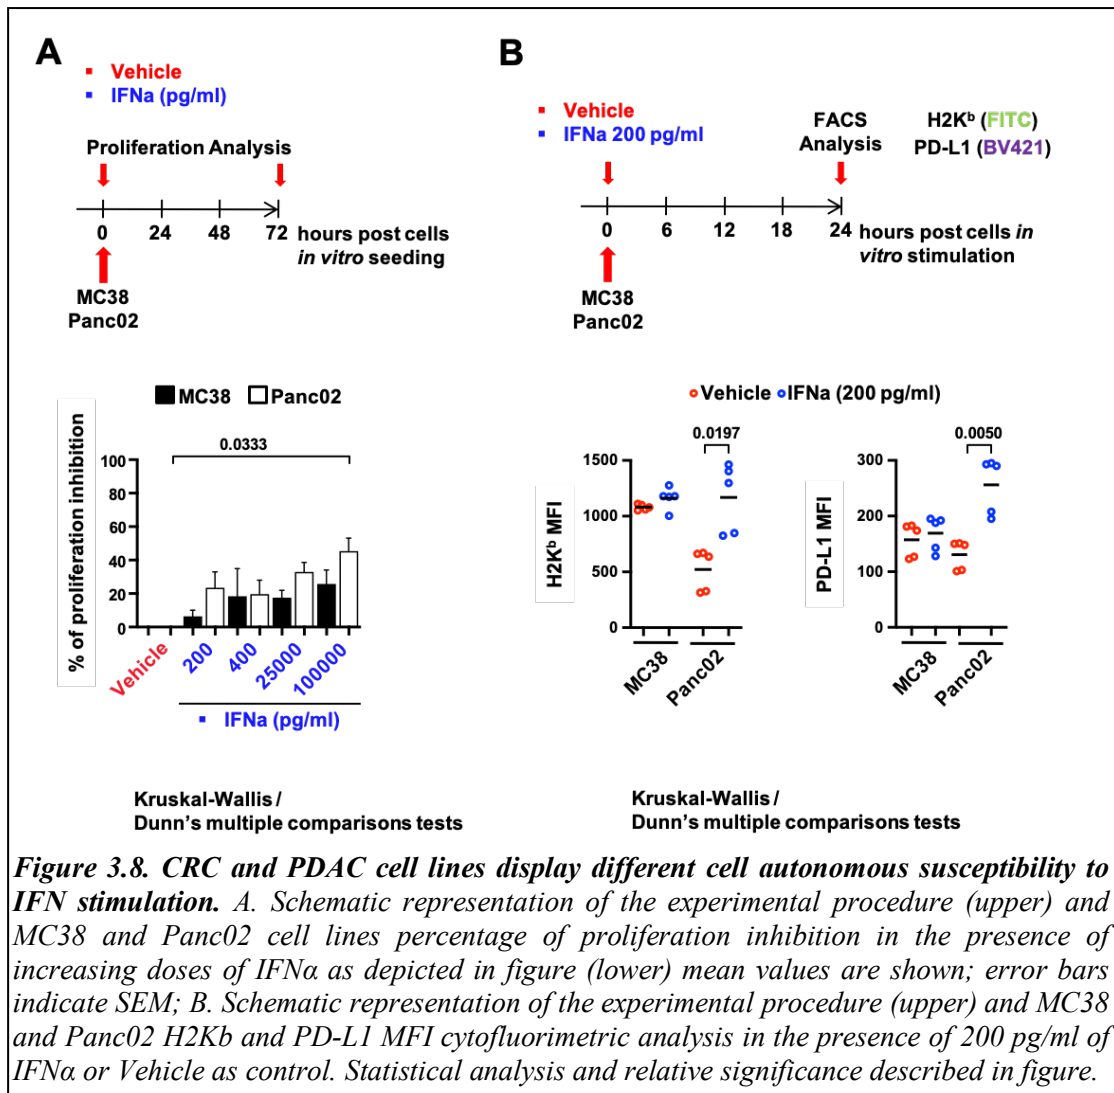 A
▪ Vehicle
▪ IFNa (pg/ml)
Proliferation Analysis
0 24 48 72 hours post cells
in vitro seeding
MC38
Panc02
MC38 Panc02
% of proliferation inhibition
0.0333
100
80
60
40
20
0
Vehicle 200 400 25000 100000
▪ IFNa (pg/ml)
Kruskal-Wallis /
Dunn's multiple comparisons tests
B
▪ Vehicle
▪ IFNa 200 pg/ml
FACS
Analysis
H2Kᵇ (FITC)
PD-L1 (BV421)
0 6 12 18 24 hours post cells in
vitro stimulation
MC38
Panc02
Vehicle IFNa (200 pg/ml)
H2Kᵇ MFI
0.0197
1500
1000
500
0
MC38 Panc02
PD-L1 MFI
0.0050
300
200
100
0
MC38 Panc02
Kruskal-Wallis /
Dunn's multiple comparisons tests
Figure 3.8. CRC and PDAC cell lines display different cell autonomous susceptibility to
IFN stimulation. A. Schematic representation of the experimental procedure (upper) and
MC38 and Panc02 cell lines percentage of proliferation inhibition in the presence of
increasing doses of IFNα as depicted in figure (lower) mean values are shown; error bars
indicate SEM; B. Schematic representation of the experimental procedure (upper) and MC38
and Panc02 H2Kb and PD-L1 MFI cytofluorimetric analysis in the presence of 200 pg/ml of
IFNα or Vehicle as control. Statistical analysis and relative significance described in figure.